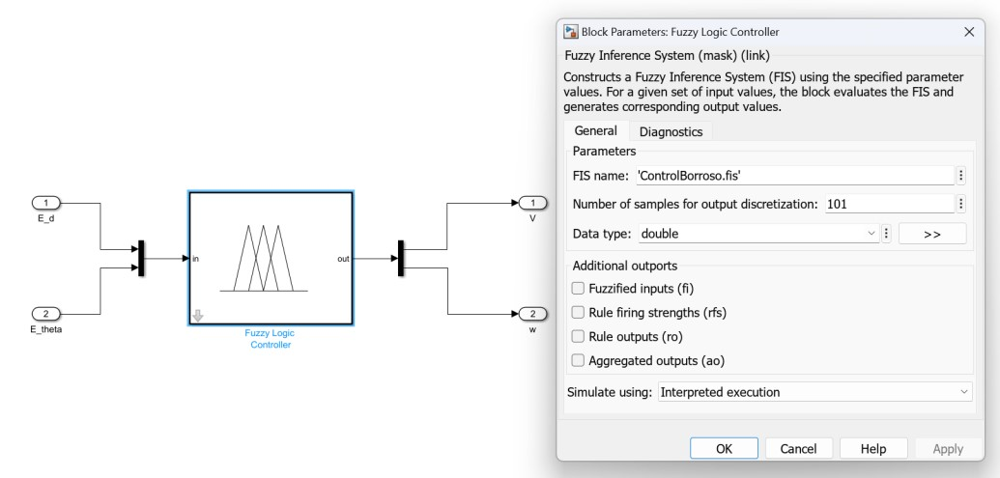 1
E_d
2
E_theta
in
out
Fuzzy Logic
Controller
1
V
2
w
Block Parameters: Fuzzy Logic Controller
Fuzzy Inference System (mask) (link)
Constructs a Fuzzy Inference System (FIS) using the specified parameter
values. For a given set of input values, the block evaluates the FIS and
generates corresponding output values.
General Diagnostics
Parameters
FIS name: 'ControlBorroso.fis'
Number of samples for output discretization: 101
Data type: double >>
Additional outports
Fuzzified inputs (fi)
Rule firing strengths (rfs)
Rule outputs (ro)
Aggregated outputs (ao)
Simulate using: Interpreted execution
OK Cancel Help Apply